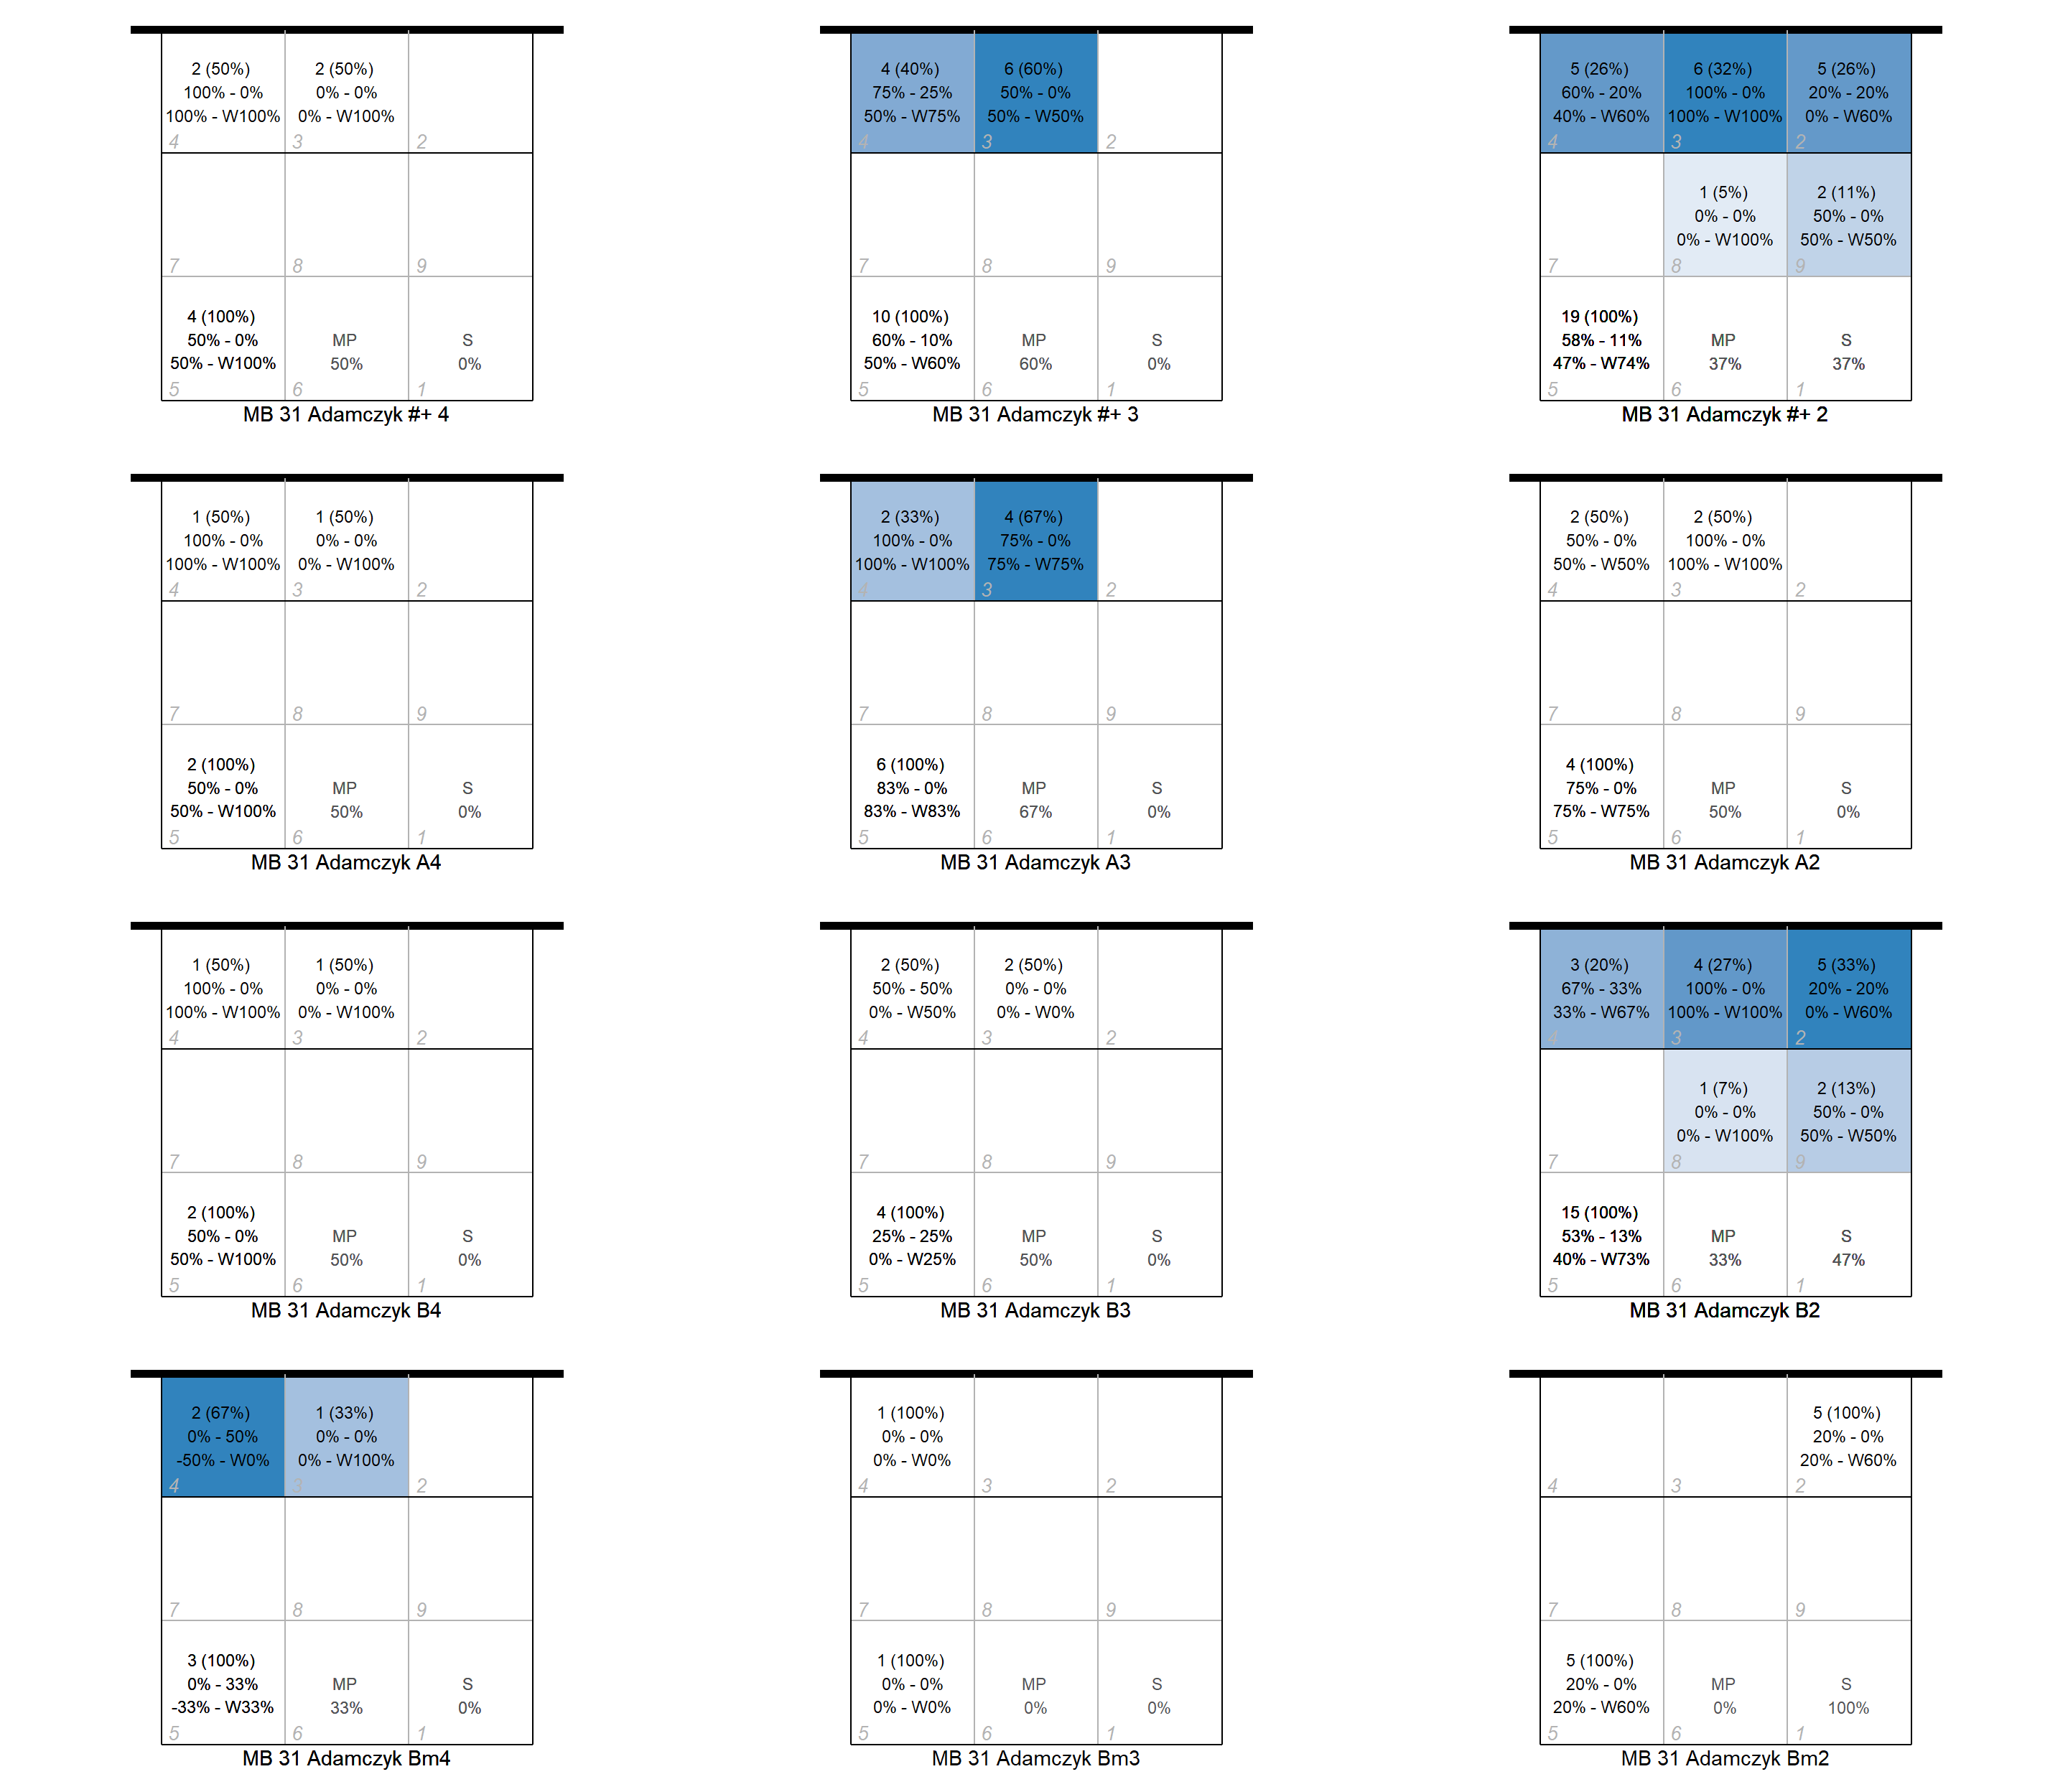 2 (50%)
100% - 0%
100% - W100%
4
2 (50%)
0% - 0%
0% - W100%
3
2
7
8
9
4 (100%)
50% - 0%
50% - W100%
5
MP
50%
6
S
0%
1
MB 31 Adamczyk #+ 4
4 (40%)
75% - 25%
50% - W75%
4
6 (60%)
50% - 0%
50% - W50%
3
2
7
8
9
10 (100%)
60% - 10%
50% - W60%
5
MP
60%
6
S
0%
1
MB 31 Adamczyk #+ 3
5 (26%)
60% - 20%
40% - W60%
4
6 (32%)
100% - 0%
100% - W100%
3
5 (26%)
20% - 20%
0% - W60%
2
7
1 (5%)
0% - 0%
0% - W100%
8
2 (11%)
50% - 0%
50% - W50%
9
19 (100%)
58% - 11%
47% - W74%
5
MP
37%
6
S
37%
1
MB 31 Adamczyk #+ 2
1 (50%)
100% - 0%
100% - W100%
4
1 (50%)
0% - 0%
0% - W100%
3
2
7
8
9
2 (100%)
50% - 0%
50% - W100%
5
MP
50%
6
S
0%
1
MB 31 Adamczyk A4
2 (33%)
100% - 0%
100% - W100%
4
4 (67%)
75% - 0%
75% - W75%
3
2
7
8
9
6 (100%)
83% - 0%
83% - W83%
5
MP
67%
6
S
0%
1
MB 31 Adamczyk A3
2 (50%)
50% - 0%
50% - W50%
4
2 (50%)
100% - 0%
100% - W100%
3
2
7
8
9
4 (100%)
75% - 0%
75% - W75%
5
MP
50%
6
S
0%
1
MB 31 Adamczyk A2
1 (50%)
100% - 0%
100% - W100%
4
1 (50%)
0% - 0%
0% - W100%
3
2
7
8
9
2 (100%)
50% - 0%
50% - W100%
5
MP
50%
6
S
0%
1
MB 31 Adamczyk B4
2 (50%)
50% - 50%
0% - W50%
4
2 (50%)
0% - 0%
0% - W0%
3
2
7
8
9
4 (100%)
25% - 25%
0% - W25%
5
MP
50%
6
S
0%
1
MB 31 Adamczyk B3
3 (20%)
67% - 33%
33% - W67%
4
4 (27%)
100% - 0%
100% - W100%
3
5 (33%)
20% - 20%
0% - W60%
2
7
1 (7%)
0% - 0%
0% - W100%
8
2 (13%)
50% - 0%
50% - W50%
9
15 (100%)
53% - 13%
40% - W73%
5
MP
33%
6
S
47%
1
MB 31 Adamczyk B2
2 (67%)
0% - 50%
-50% - W0%
4
1 (33%)
0% - 0%
0% - W100%
3
2
7
8
9
3 (100%)
0% - 33%
-33% - W33%
5
MP
33%
6
S
0%
1
MB 31 Adamczyk Bm4
1 (100%)
0% - 0%
0% - W0%
4
3
2
7
8
9
1 (100%)
0% - 0%
0% - W0%
5
MP
0%
6
S
0%
1
MB 31 Adamczyk Bm3
4
3
5 (100%)
20% - 0%
20% - W60%
2
7
8
9
5 (100%)
20% - 0%
20% - W60%
5
MP
0%
6
S
100%
1
MB 31 Adamczyk Bm2